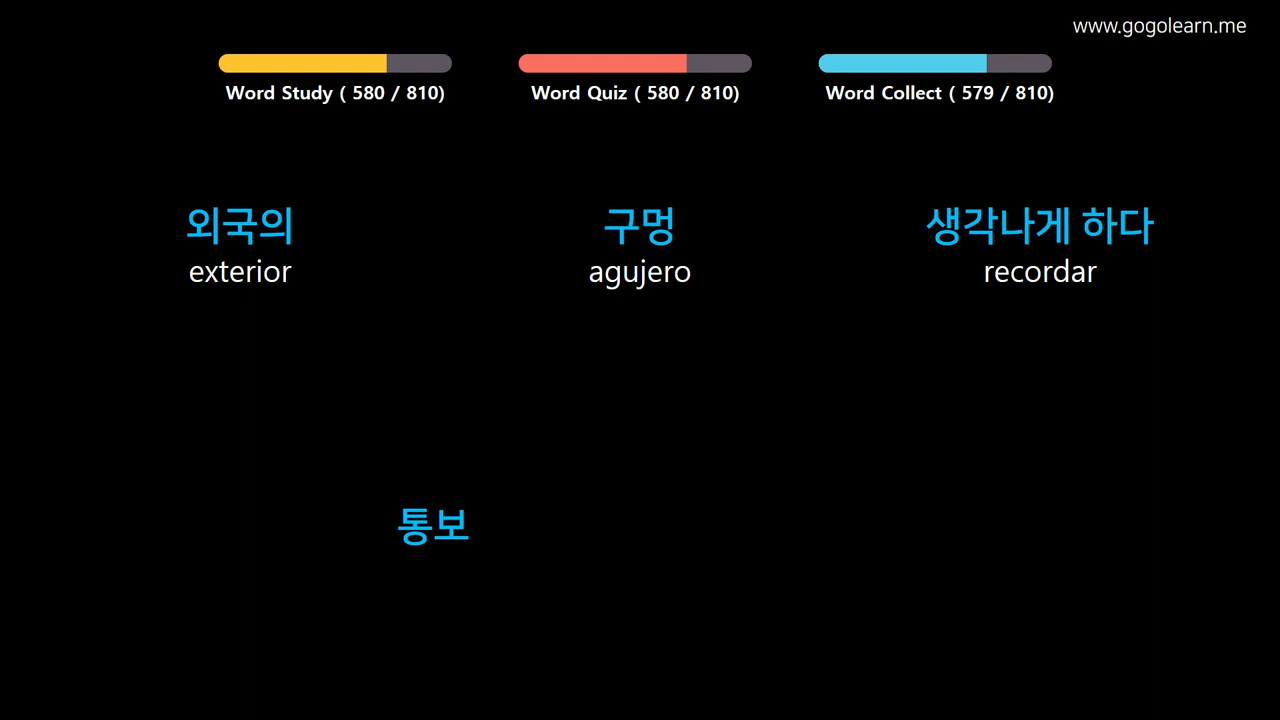 www.gogolearn.me
Word Study ( 580 / 810)
Word Quiz ( 580 / 810)
Word Collect ( 579 / 810)
외국의
exterior
구멍
agujero
생각나게 하다
recordar
통보